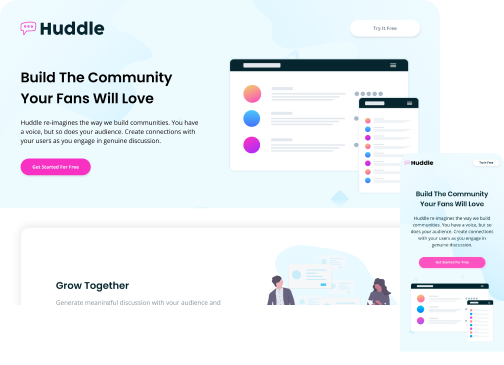 Huddle
Try It Free
Build The Community
Your Fans Will Love
Huddle re-imagines the way we build communities. You have
a voice, but so does your audience. Create connections with
your users as you engage in genuine discussion.
Get Started For Free
Grow Together
Generate meaningful discussion with your audience and
Huddle
Try It Free
Build The Community
Your Fans Will Love
Huddle re-imagines the way we build
communities. You have a voice, but so
does your audience. Create connections
with your users as you engage in
genuine discussion.
Get Started For Free